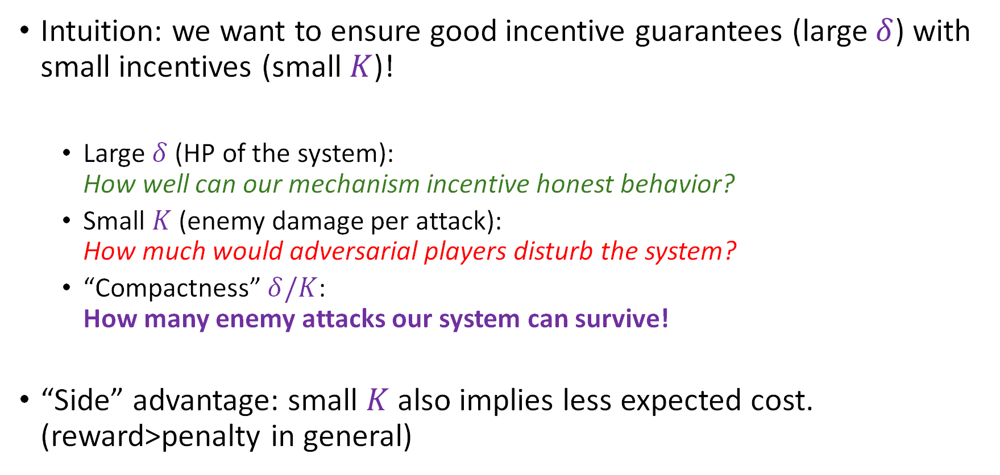 • Intuition: we want to ensure good incentive guarantees (large δ) with
small incentives (small K)!
• Large δ (HP of the system):
How well can our mechanism incentive honest behavior?
• Small K (enemy damage per attack):
How much would adversarial players disturb the system?
• “Compactness” δ/K:
How many enemy attacks our system can survive!
• “Side” advantage: small K also implies less expected cost.
(reward>penalty in general)